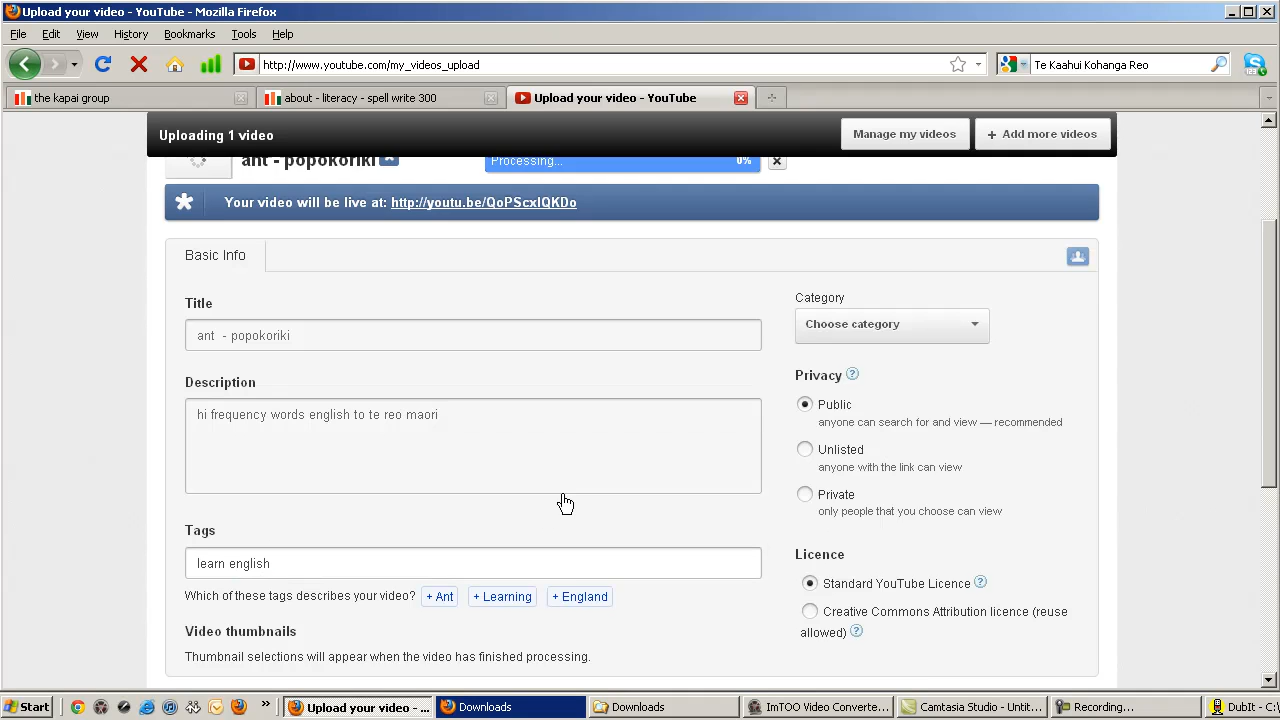 Upload your video - YouTube - Mozilla Firefox
File Edit View History Bookmarks Tools Help
http://www.youtube.com/my_videos_upload
Te Kaahui Kohanga Reo
the kapai group
about - literacy - spell write 300
Upload your video - YouTube
Uploading 1 video
Manage my videos
+ Add more videos
ant - popokoriki
Processing... 0%
Your video will be live at: http://youtu.be/QoPScxIQKDo
Basic Info
Title
ant - popokoriki
Description
hi frequency words english to te reo maori
Tags
learn english
Which of these tags describes your video? + Ant + Learning + England
Video thumbnails
Thumbnail selections will appear when the video has finished processing.
Category
Choose category
Privacy ?
Public
anyone can search for and view — recommended
Unlisted
anyone with the link can view
Private
only people that you choose can view
Licence
Standard YouTube Licence ?
Creative Commons Attribution licence (reuse
allowed) ?
Start
»
Upload your video - ...
Downloads
Downloads
ImTOO Video Converte...
Camtasia Studio - Untit...
Recording...
DubIt - C:\